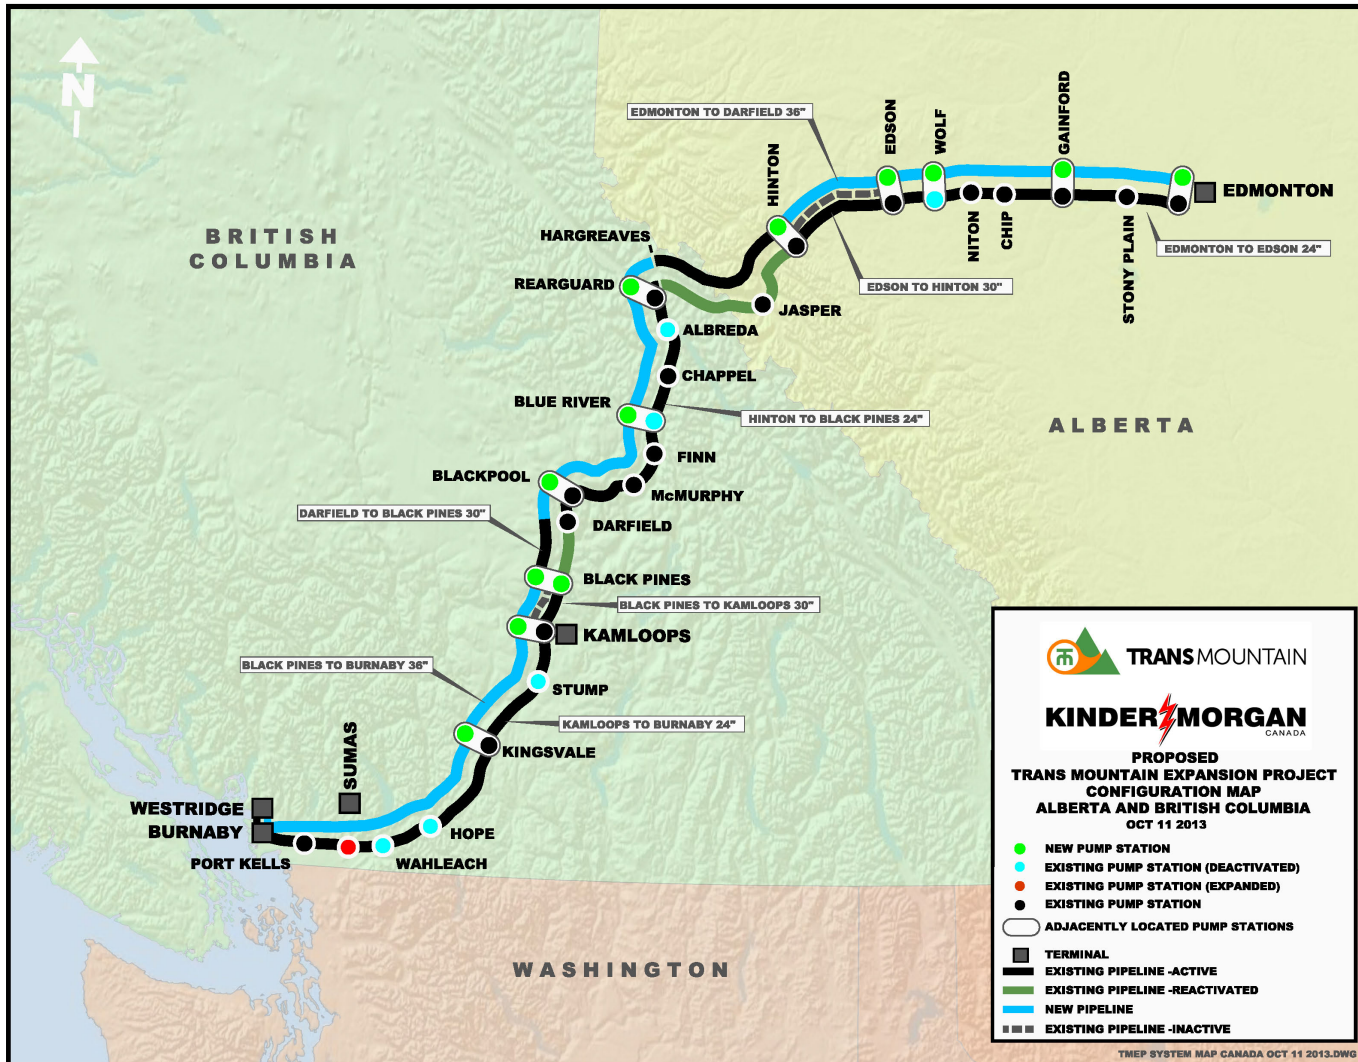 N
BRITISH
COLUMBIA
ALBERTA
WASHINGTON
EDMONTON TO DARFIELD 36"
EDSON
WOLF
GAINFORD
HINTON
EDMONTON
NITON
CHIP
STONY PLAIN
EDMONTON TO EDSON 24"
EDSON TO HINTON 30"
HARGREAVES
REARGUARD
JASPER
ALBREDA
CHAPPEL
BLUE RIVER
HINTON TO BLACK PINES 24"
FINN
BLACKPOOL
McMURPHY
DARFIELD TO BLACK PINES 30"
DARFIELD
BLACK PINES
BLACK PINES TO KAMLOOPS 30"
KAMLOOPS
BLACK PINES TO BURNABY 36"
STUMP
KAMLOOPS TO BURNABY 24"
KINGSVALE
SUMAS
WESTRIDGE
BURNABY
HOPE
PORT KELLS
WAHLEACH
TRANSMOUNTAIN
KINDER MORGAN
CANADA
PROPOSED
TRANS MOUNTAIN EXPANSION PROJECT
CONFIGURATION MAP
ALBERTA AND BRITISH COLUMBIA
OCT 11 2013
NEW PUMP STATION
EXISTING PUMP STATION (DEACTIVATED)
EXISTING PUMP STATION (EXPANDED)
EXISTING PUMP STATION
ADJACENTLY LOCATED PUMP STATIONS
TERMINAL
EXISTING PIPELINE -ACTIVE
EXISTING PIPELINE -REACTIVATED
NEW PIPELINE
EXISTING PIPELINE -INACTIVE
TMEP SYSTEM MAP CANADA OCT 11 2013.DWG